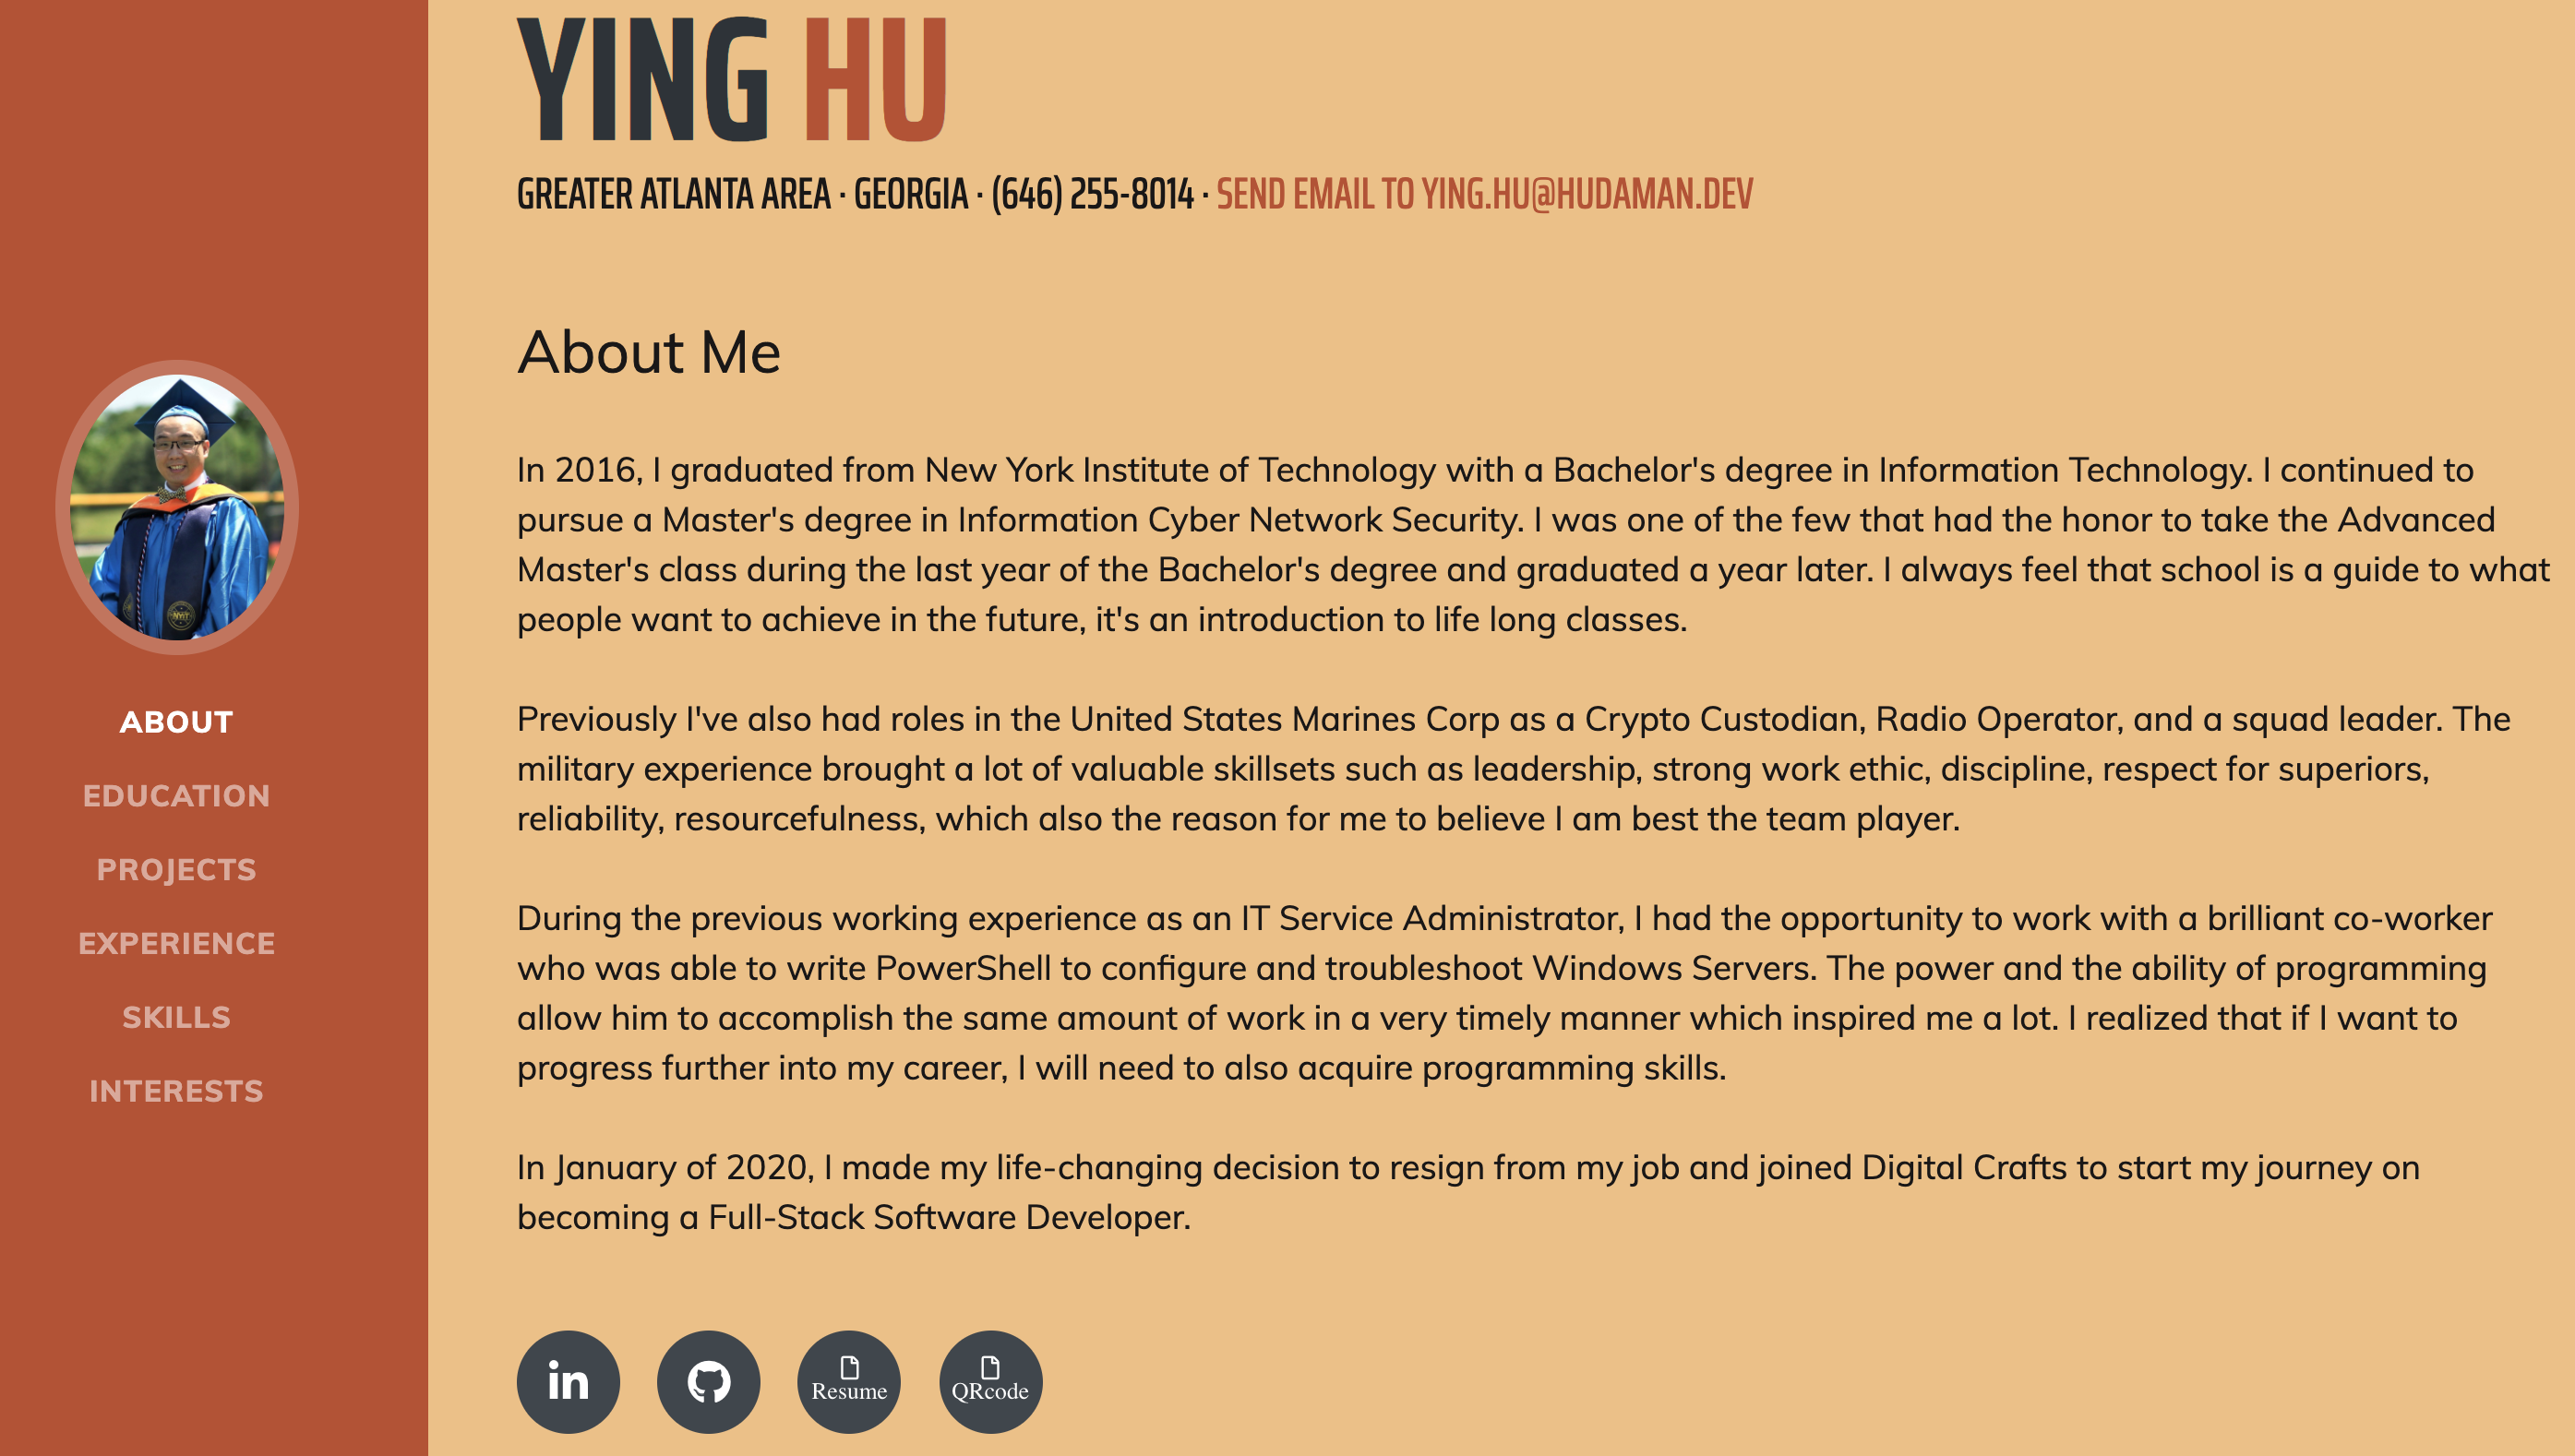 YING HU
GREATER ATLANTA AREA · GEORGIA · (646) 255-8014 · SEND EMAIL TO YING.HU@HUDAMAN.DEV
About Me
In 2016, I graduated from New York Institute of Technology with a Bachelor's degree in Information Technology. I continued to
pursue a Master's degree in Information Cyber Network Security. I was one of the few that had the honor to take the Advanced
Master's class during the last year of the Bachelor's degree and graduated a year later. I always feel that school is a guide to what
people want to achieve in the future, it's an introduction to life long classes.
Previously I've also had roles in the United States Marines Corp as a Crypto Custodian, Radio Operator, and a squad leader. The
military experience brought a lot of valuable skillsets such as leadership, strong work ethic, discipline, respect for superiors,
reliability, resourcefulness, which also the reason for me to believe I am best the team player.
During the previous working experience as an IT Service Administrator, I had the opportunity to work with a brilliant co-worker
who was able to write PowerShell to configure and troubleshoot Windows Servers. The power and the ability of programming
allow him to accomplish the same amount of work in a very timely manner which inspired me a lot. I realized that if I want to
progress further into my career, I will need to also acquire programming skills.
In January of 2020, I made my life-changing decision to resign from my job and joined Digital Crafts to start my journey on
becoming a Full-Stack Software Developer.
in
Resume
QRcode
NYIT
ABOUT
EDUCATION
PROJECTS
EXPERIENCE
SKILLS
INTERESTS